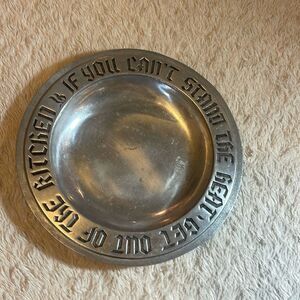 IF YOU CAN'T STAND THE HEAT · GET OUT OF THE KITCHEN